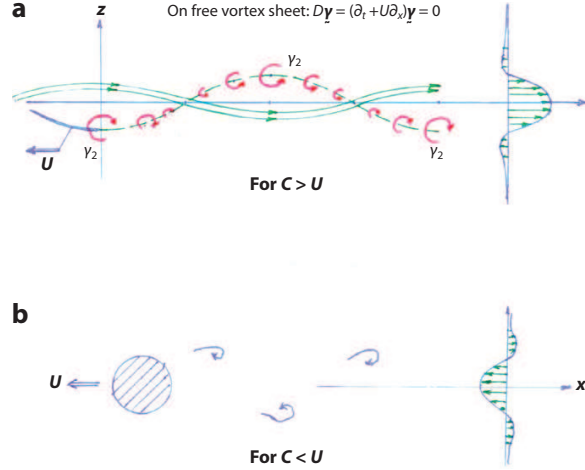 a
On free vortex sheet: Dγ = (∂t + U∂x)γ = 0
z
γ2
γ2
γ2
U
For C > U
b
U
x
For C < U